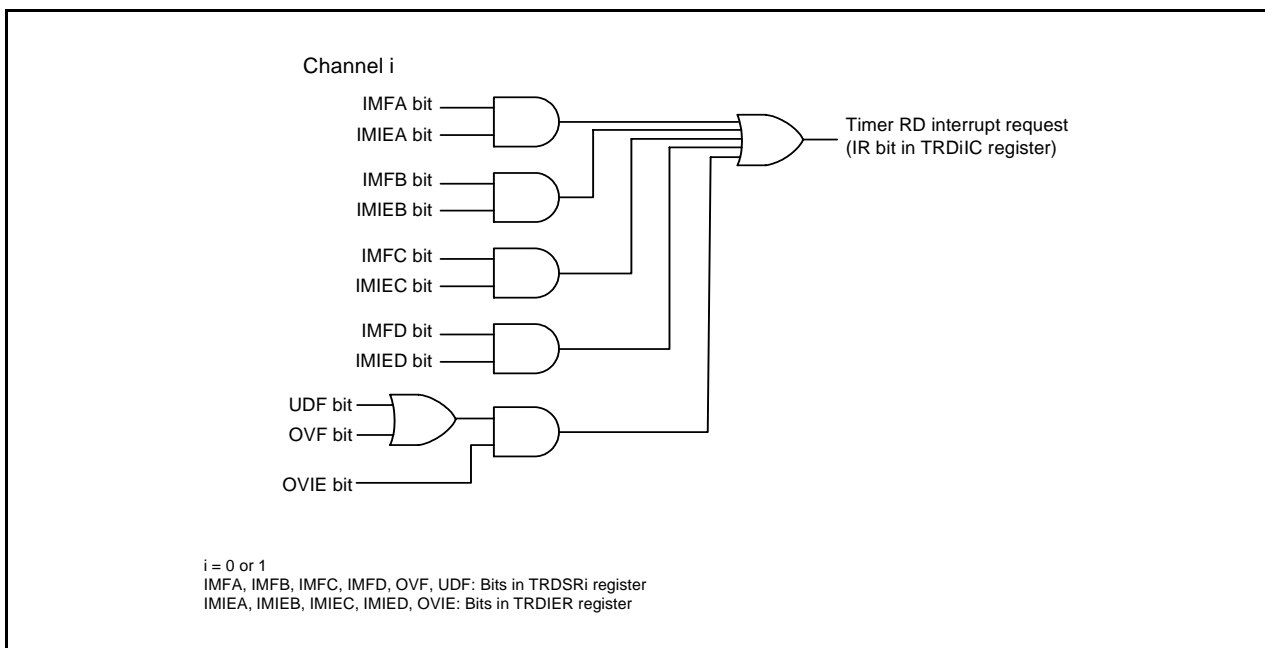 Channel i
IMFA bit
IMIEA bit
IMFB bit
IMIEB bit
IMFC bit
IMIEC bit
IMFD bit
IMIED bit
UDF bit
OVF bit
OVIE bit
Timer RD interrupt request
(IR bit in TRDiIC register)
i = 0 or 1
IMFA, IMFB, IMFC, IMFD, OVF, UDF: Bits in TRDSRi register
IMIEA, IMIEB, IMIEC, IMIED, OVIE: Bits in TRDIER register